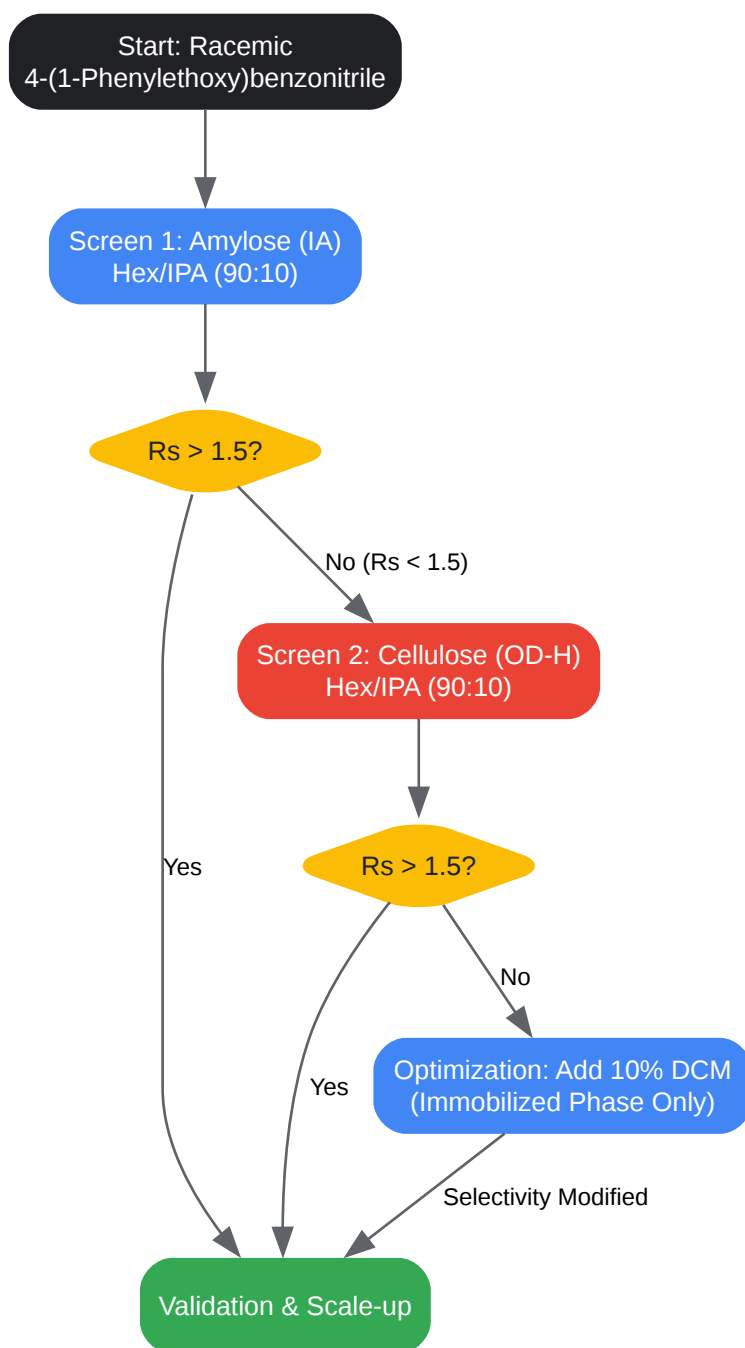 Start: Racemic
4-(1-Phenylethoxy)benzonitrile
Screen 1: Amylose (IA)
Hex/IPA (90:10)
Rs > 1.5?
No (Rs < 1.5)
Screen 2: Cellulose (OD-H)
Hex/IPA (90:10)
Yes
Rs > 1.5?
No
Yes
Optimization: Add 10% DCM
(Immobilized Phase Only)
Selectivity Modified
Validation & Scale-up